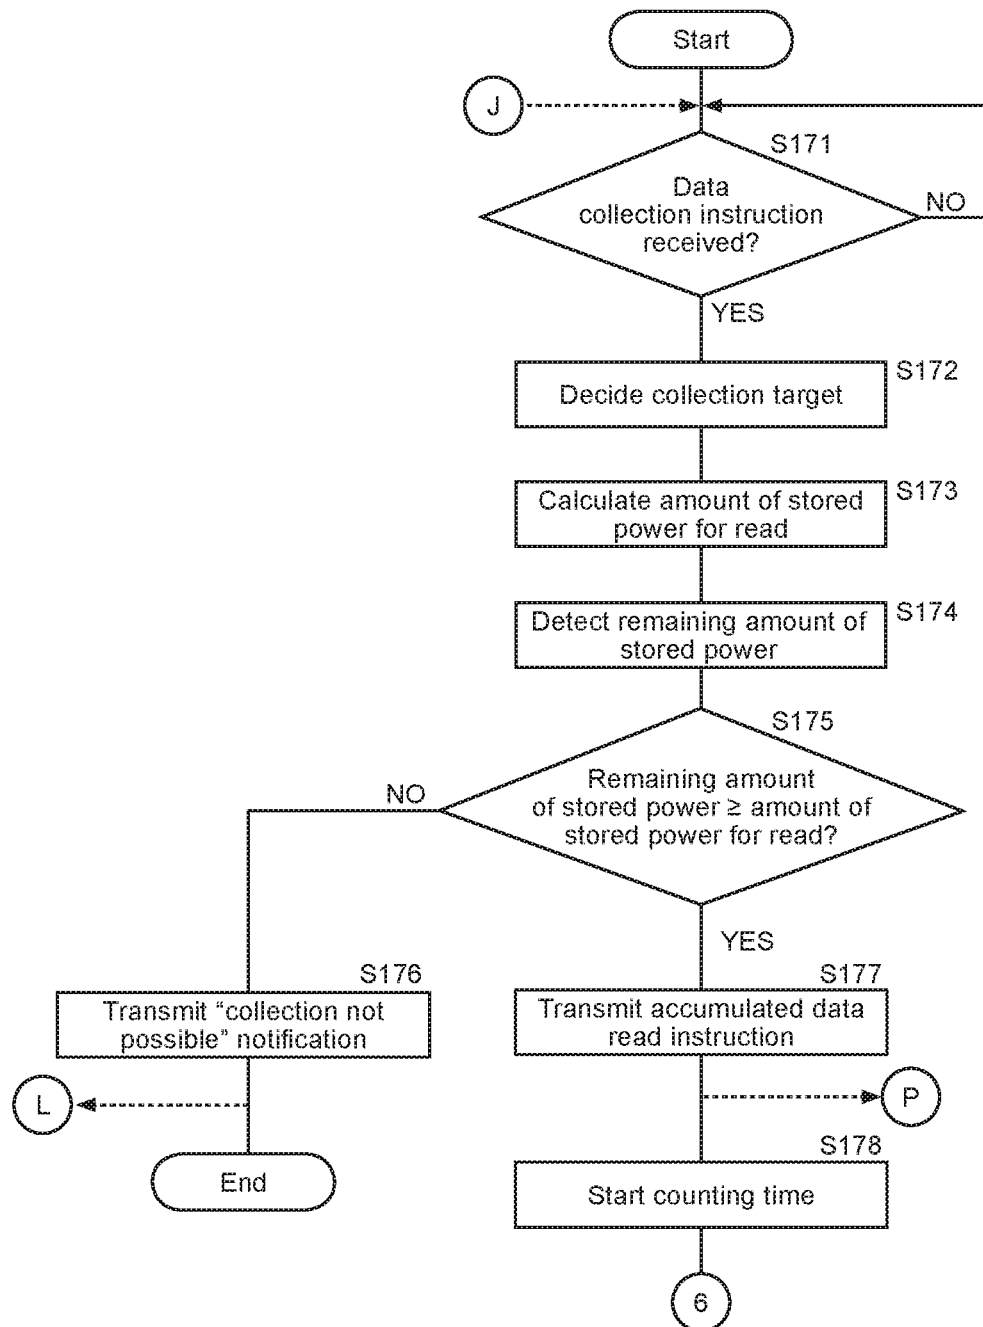 Start
J
S171
Data
collection instruction
received?
NO
YES
S172
Decide collection target
S173
Calculate amount of stored
power for read
S174
Detect remaining amount of
stored power
S175
Remaining amount
of stored power ≥ amount of
stored power for read?
NO
YES
S176
Transmit “collection not
possible” notification
S177
Transmit accumulated data
read instruction
L
P
S178
End
Start counting time
6